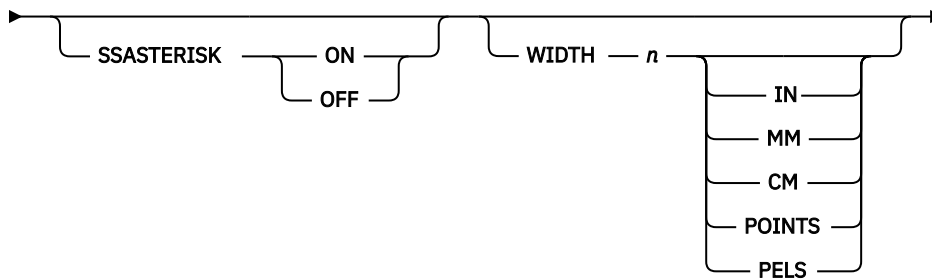 SSASTERISK ON WIDTH n
OFF
IN
MM
CM
POINTS
PELS